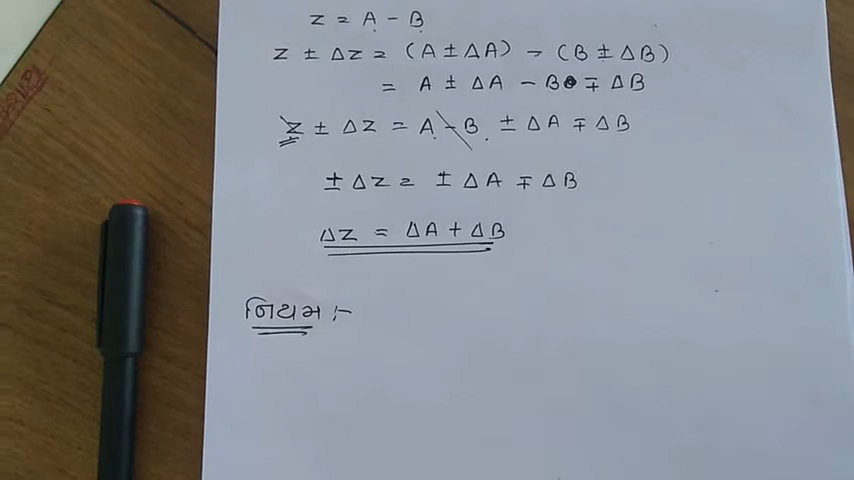 Z = A - B
Z ± ΔZ = (A ± ΔA) - (B ± ΔB)
= A ± ΔA - B ∓ ΔB
Z ± ΔZ = A - B ± ΔA ∓ ΔB
± ΔZ = ± ΔA ∓ ΔB
ΔZ = ΔA + ΔB
નિયમ :-